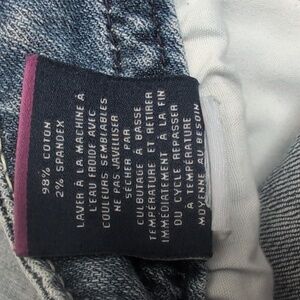 98% COTON
2% SPANDEX
LAVER À LA MACHINE À
L'EAU FROIDE AVEC
COULEURS SEMBLABLES
NE PAS JAVELLISER
SÉCHER PAR
CULBUTAGE À BASSE
TEMPÉRATURE ET RETIRER
IMMÉDIATEMENT À LA FIN
DU CYCLE REPASSER
À TEMPÉRATURE
MOYENNE AU BESOIN